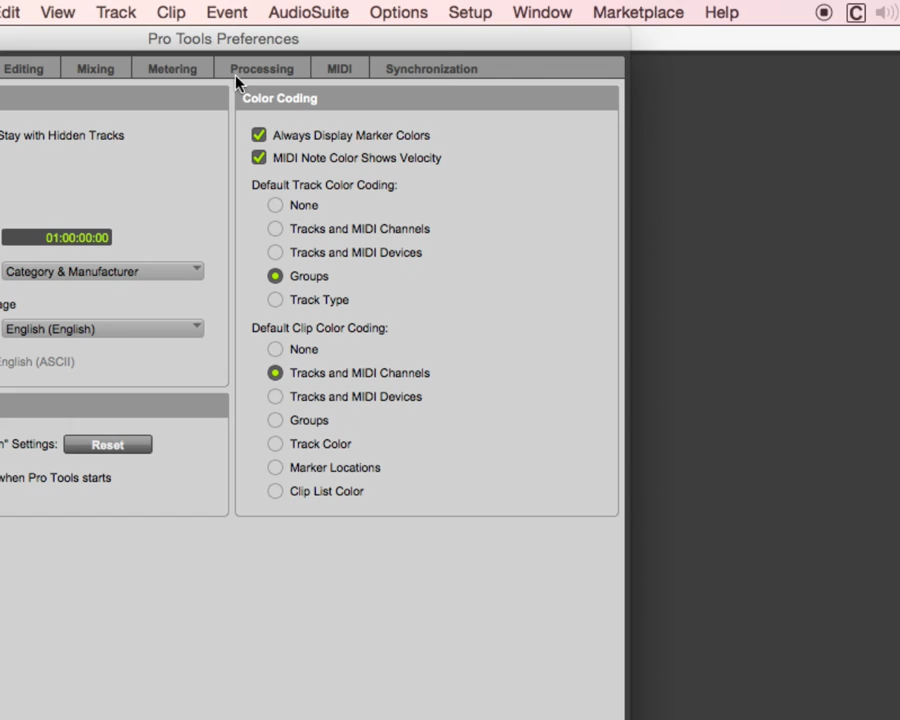 dit View Track Clip Event AudioSuite Options Setup Window Marketplace Help C
Pro Tools Preferences
Editing Mixing Metering Processing MIDI Synchronization
Color Coding
Stay with Hidden Tracks
Always Display Marker Colors
MIDI Note Color Shows Velocity
Default Track Color Coding:
None
Tracks and MIDI Channels
01:00:00:00
Tracks and MIDI Devices
Category & Manufacturer
Groups
age
Track Type
English (English)
Default Clip Color Coding:
None
English (ASCII)
Tracks and MIDI Channels
Tracks and MIDI Devices
Groups
n" Settings: Reset
Track Color
Marker Locations
when Pro Tools starts
Clip List Color